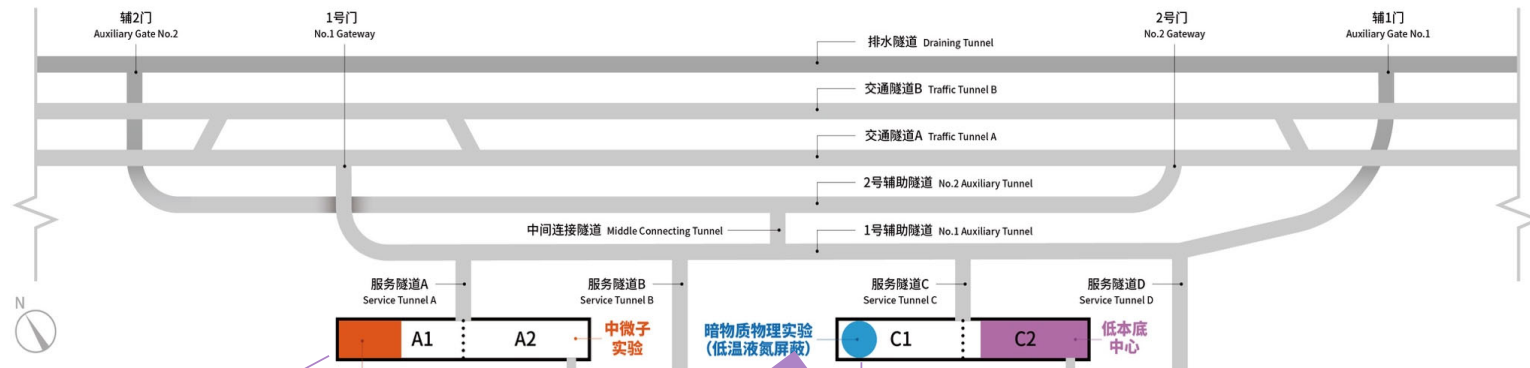 辅2门
Auxiliary Gate No.2
1号门
No.1 Gateway
2号门
No.2 Gateway
辅1门
Auxiliary Gate No.1
排水隧道 Draining Tunnel
交通隧道B Traffic Tunnel B
交通隧道A Traffic Tunnel A
2号辅助隧道 No.2 Auxiliary Tunnel
中间连接隧道 Middle Connecting Tunnel
1号辅助隧道 No.1 Auxiliary Tunnel
服务隧道A
Service Tunnel A
服务隧道B
Service Tunnel B
服务隧道C
Service Tunnel C
服务隧道D
Service Tunnel D
N
A1
A2
中微子
实验
暗物质物理实验
(低温液氮屏蔽)
C1
C2
低本底
中心